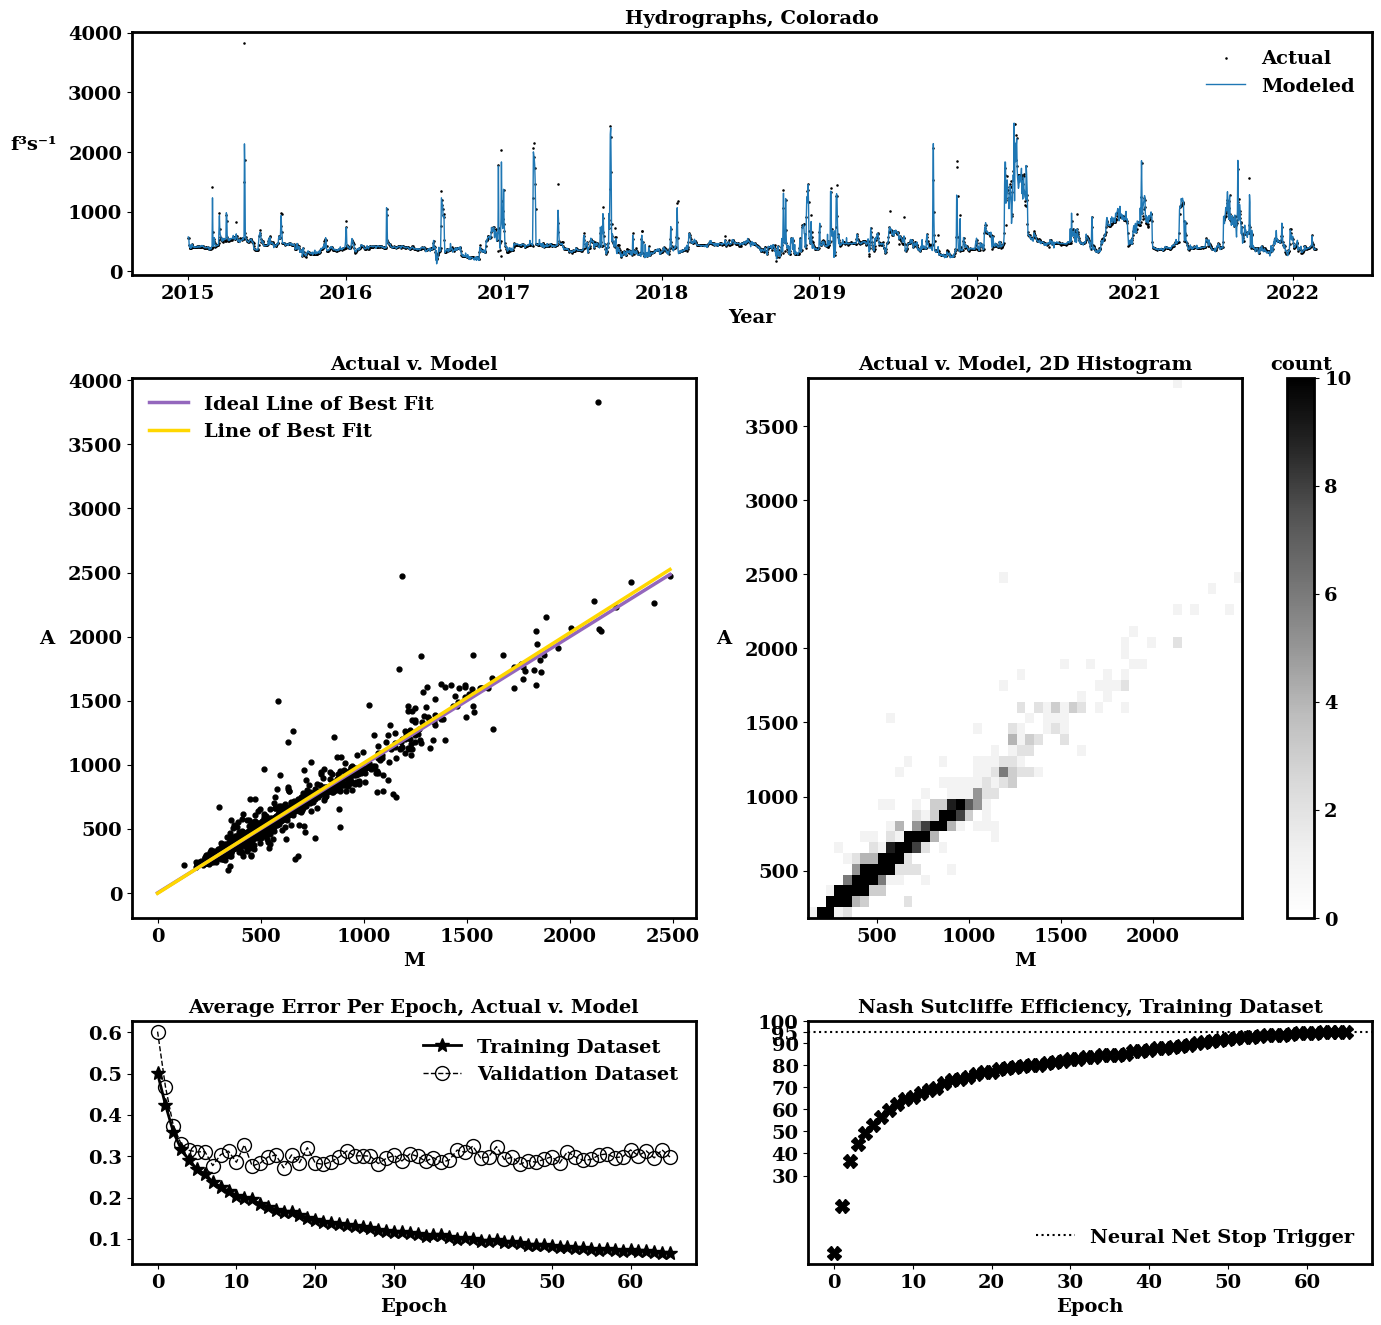 Hydrographs, Colorado
4000
3000
2000
1000
0
f³s⁻¹
Actual
Modeled
2015 2016 2017 2018 2019 2020 2021 2022
Year
Actual v. Model
4000
3500
3000
2500
2000
1500
1000
500
0
A
Ideal Line of Best Fit
Line of Best Fit
0 500 1000 1500 2000 2500
M
Actual v. Model, 2D Histogram
3500
3000
2500
2000
1500
1000
500
A
500 1000 1500 2000
M
count
10
8
6
4
2
0
Average Error Per Epoch, Actual v. Model
0.6
0.5
0.4
0.3
0.2
0.1
Training Dataset
Validation Dataset
0 10 20 30 40 50 60
Epoch
Nash Sutcliffe Efficiency, Training Dataset
100
95
90
80
70
60
50
40
30
Neural Net Stop Trigger
0 10 20 30 40 50 60
Epoch